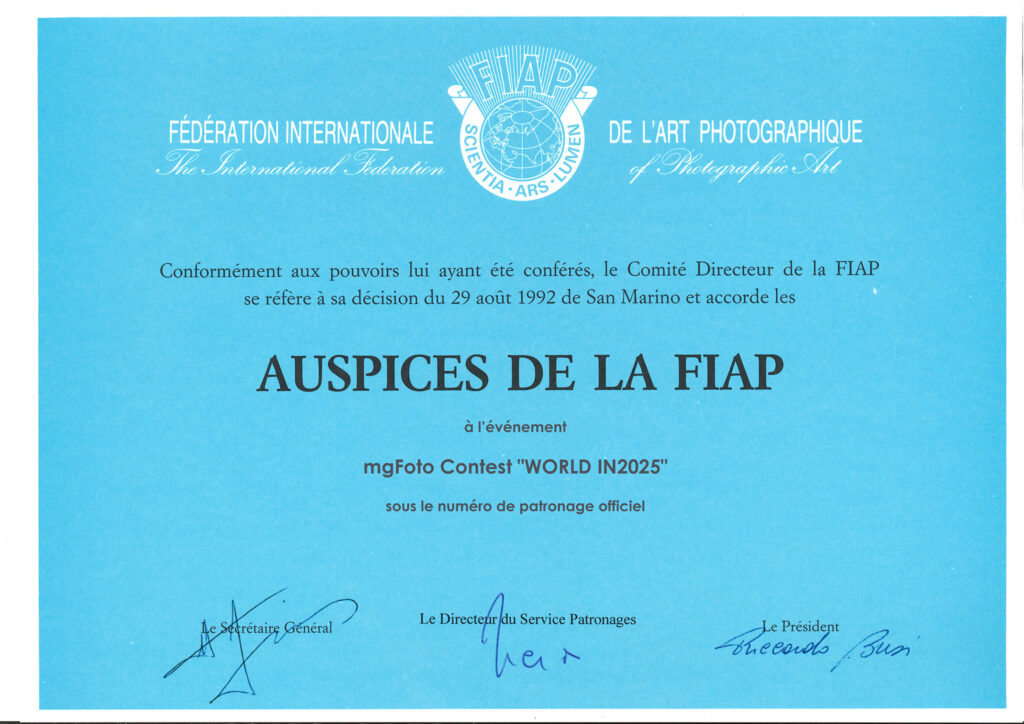 FIAP
SCIENTIA · ARS · LUMEN
FÉDÉRATION INTERNATIONALE DE L'ART PHOTOGRAPHIQUE
The International Federation of Photographic Art
Conformément aux pouvoirs lui ayant été conférés, le Comité Directeur de la FIAP
se réfère à sa décision du 29 août 1992 de San Marino et accorde les
AUSPICES DE LA FIAP
à l'événement
mgFoto Contest "WORLD IN2025"
sous le numéro de patronage officiel
Le Secrétaire Général
Le Directeur du Service Patronages
Le Président
Riccardo Busi